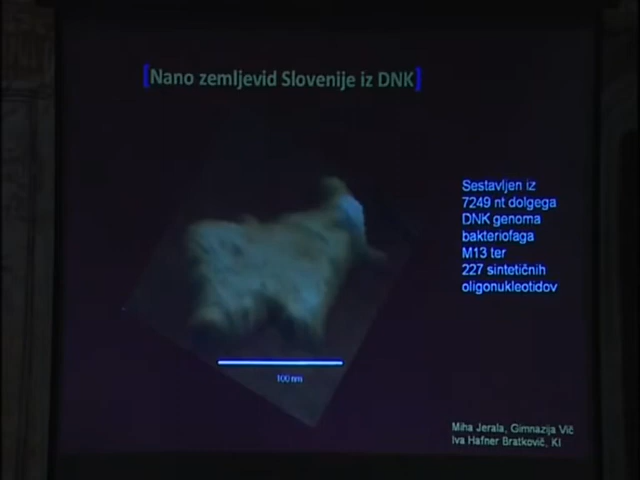 [Nano zemljevid Slovenije iz DNK]
Sestavljen iz
7249 nt dolgega
DNK genoma
bakteriofaga
M13 ter
227 sintetičnih
oligonukleotidov
100 nm
Miha Jerala, Gimnazija Vič
Iva Hafner Bratkovič, KI